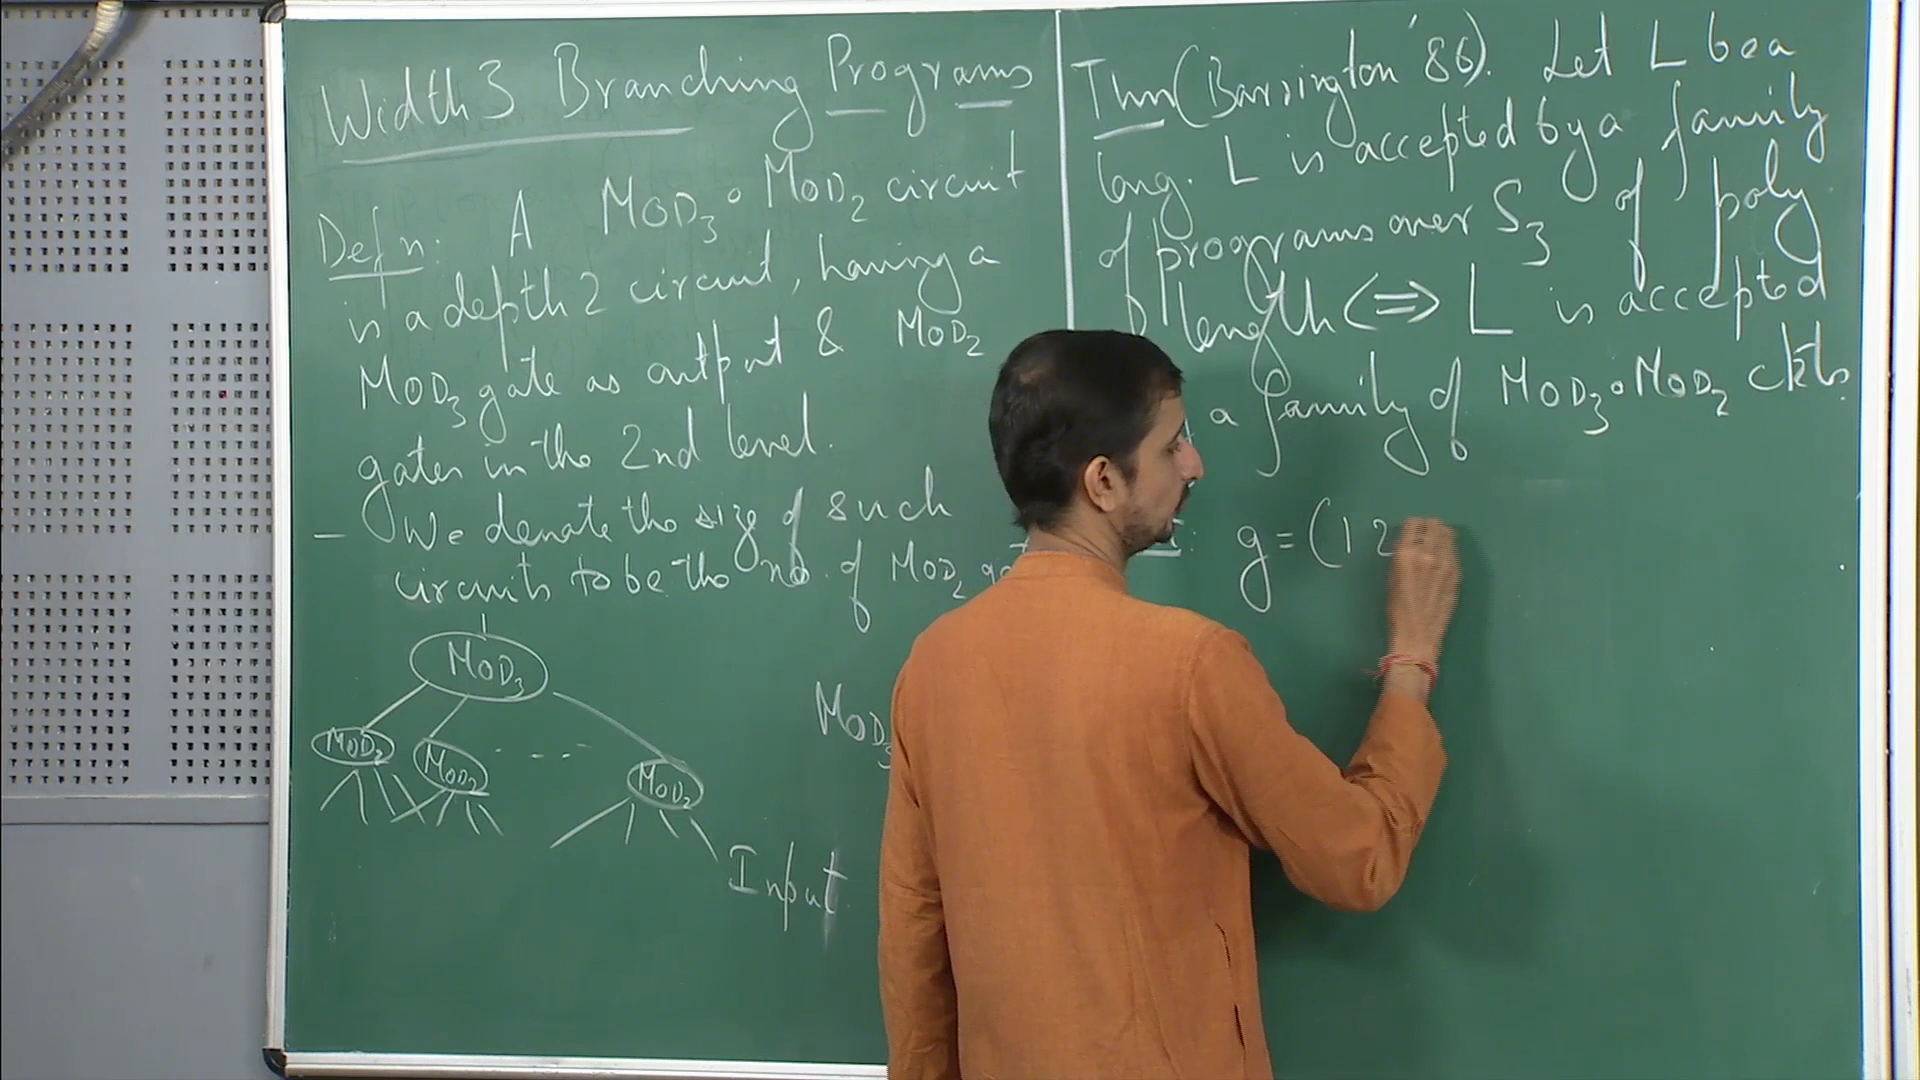 Width 3 Branching Programs
Defn: A MOD₃∘MOD₂ circuit
is a depth 2 circuit, having a
MOD₃ gate as output & MOD₂
gates in the 2nd level.
– We denote the size of such
circuits to be the no. of MOD₂
MOD₃
MOD₂ MOD₂ - - - MOD₂
Input
MOD₃
Thm (Barrington '86). Let L be a
lang. L is accepted by a family
of programs over S₃ of poly
length <=> L is accepted
a family of MOD₃∘MOD₂ ckts.
g = (1 2